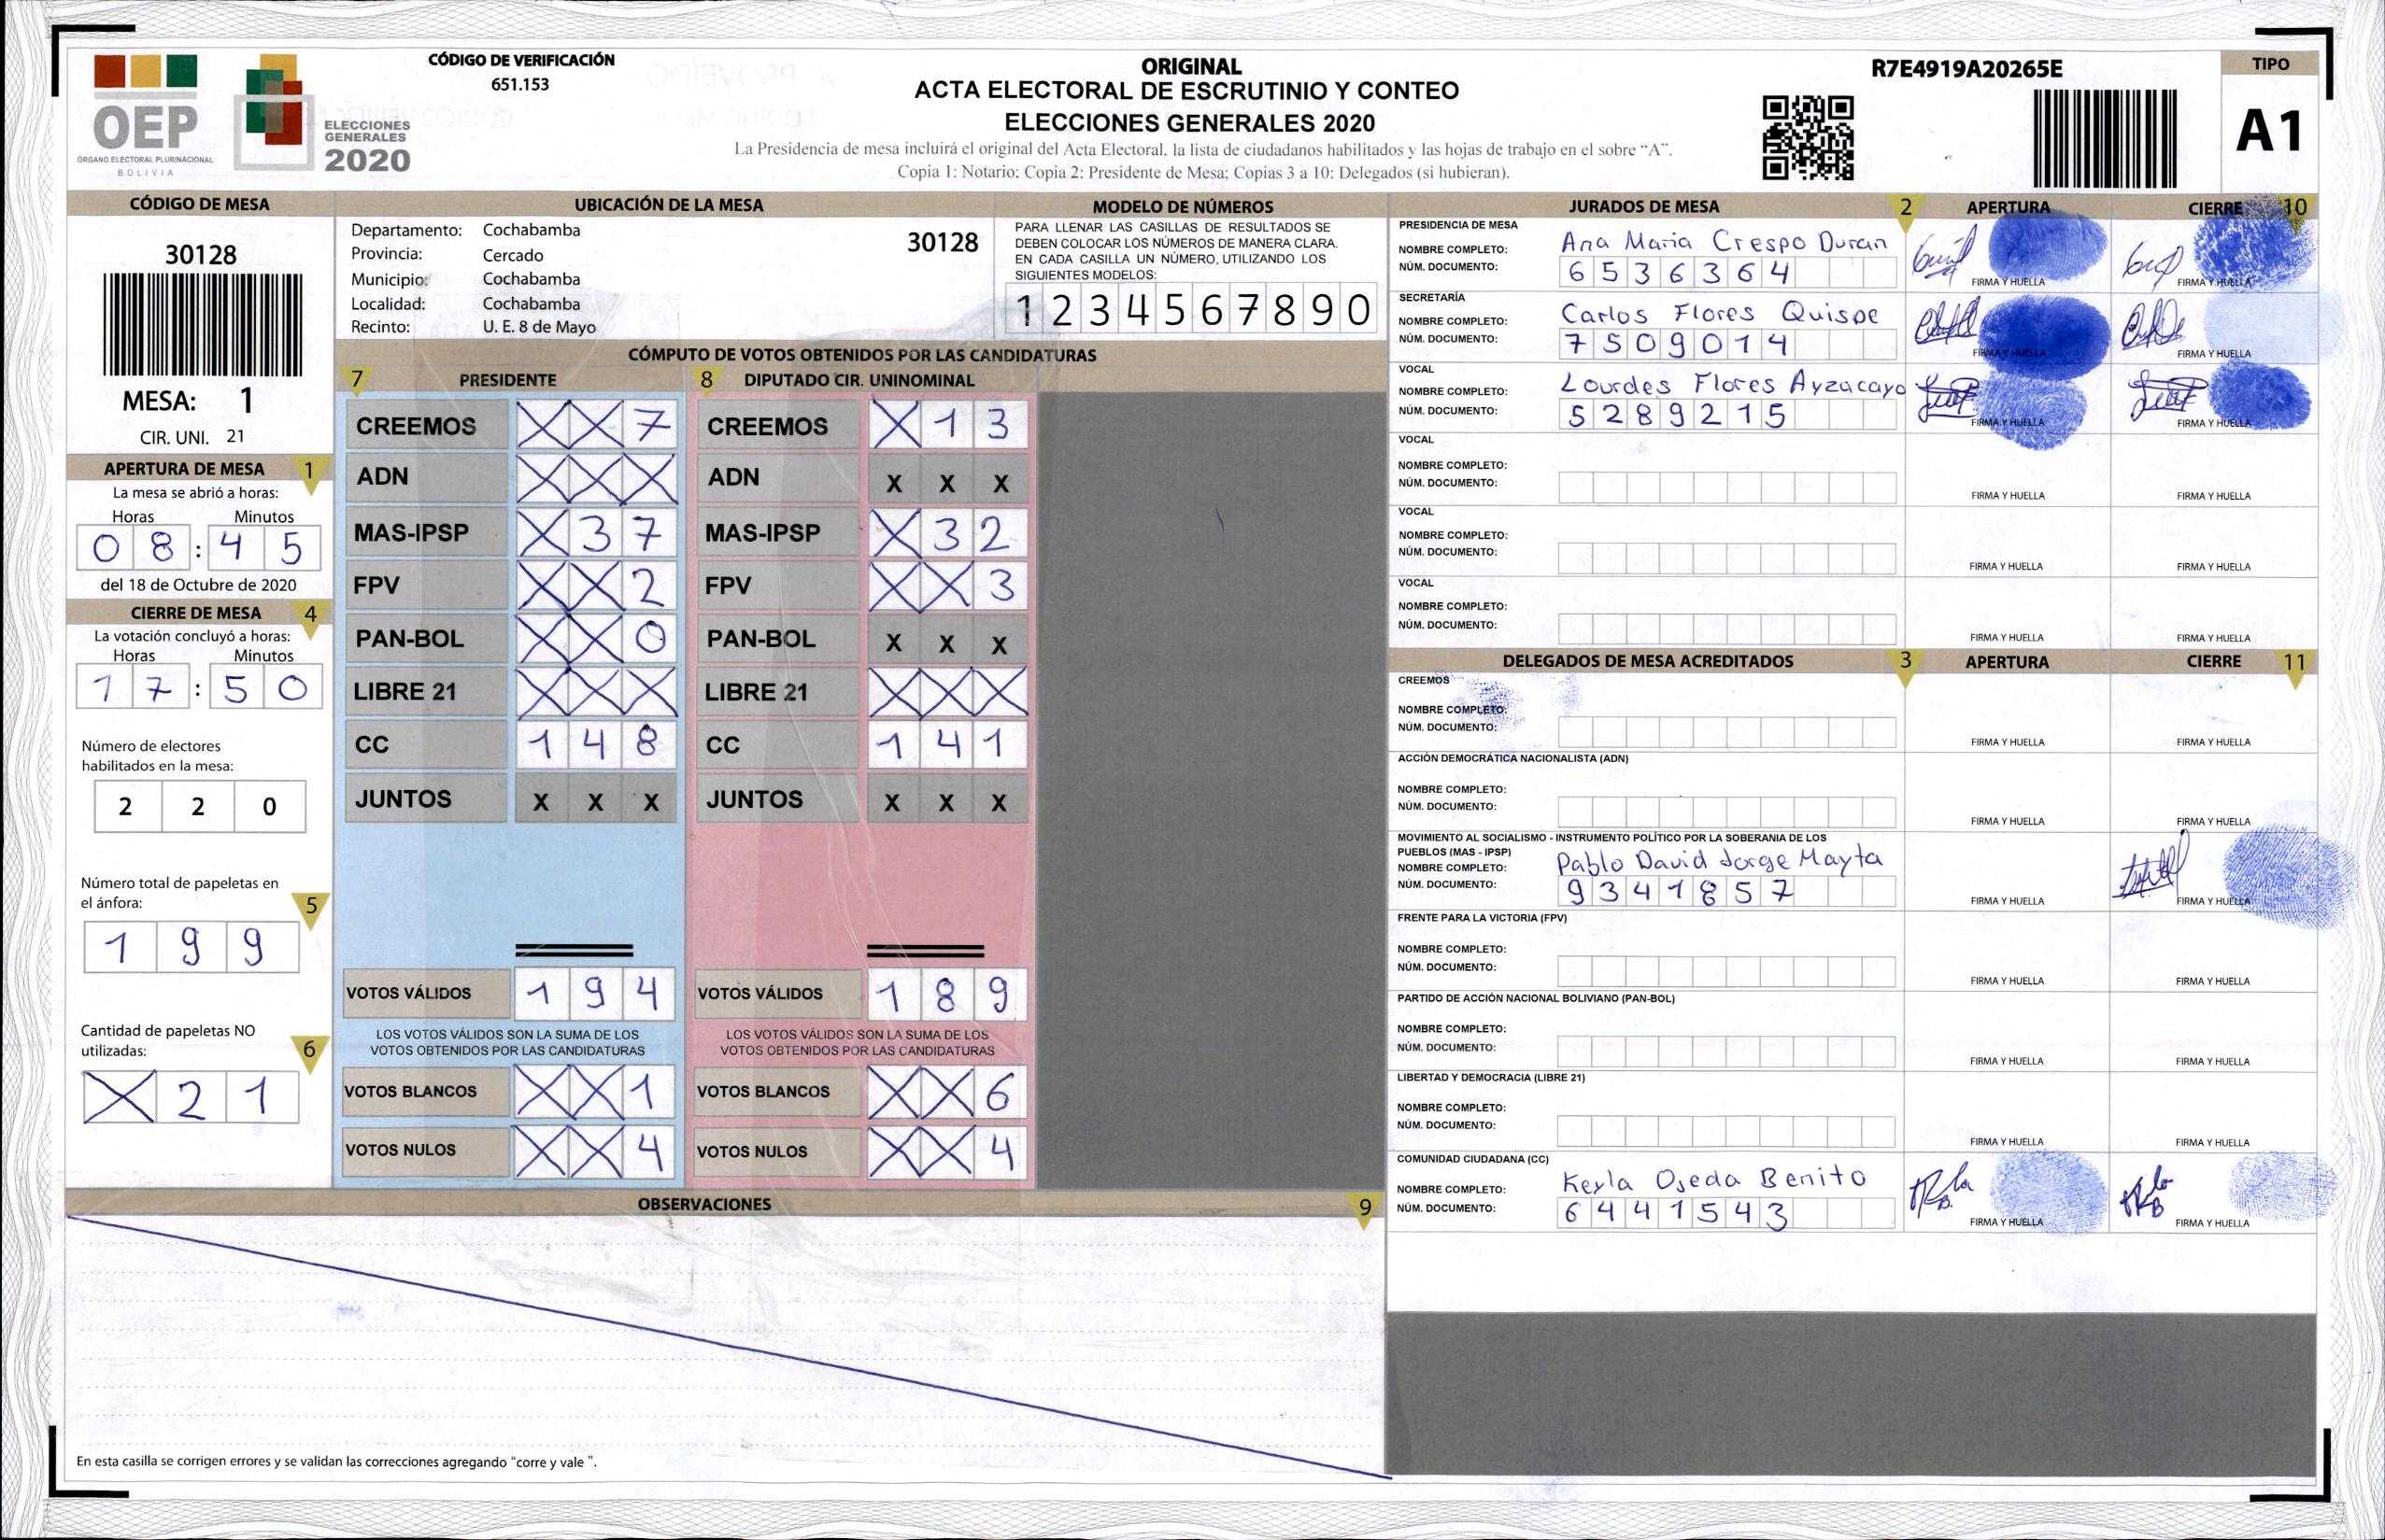 OEP
ÓRGANO ELECTORAL PLURINACIONAL
BOLIVIA
ELECCIONES
GENERALES
2020
CÓDIGO DE VERIFICACIÓN
651.153
ORIGINAL
ACTA ELECTORAL DE ESCRUTINIO Y CONTEO
ELECCIONES GENERALES 2020
La Presidencia de mesa incluirá el original del Acta Electoral, la lista de ciudadanos habilitados y las hojas de trabajo en el sobre “A”.
Copia 1: Notario; Copia 2: Presidente de Mesa; Copias 3 a 10: Delegados (si hubieran).
R7E4919A20265E
TIPO
A1
CÓDIGO DE MESA
30128
MESA: 1
CIR. UNI. 21
APERTURA DE MESA 1
La mesa se abrió a horas:
Horas Minutos
0 8 : 4 5
del 18 de Octubre de 2020
CIERRE DE MESA 4
La votación concluyó a horas:
Horas Minutos
1 7 : 5 0
Número de electores
habilitados en la mesa:
2 2 0
Número total de papeletas en
el ánfora: 5
1 9 9
Cantidad de papeletas NO
utilizadas: 6
X 2 1
UBICACIÓN DE LA MESA
Departamento: Cochabamba
Provincia: Cercado
Municipio: Cochabamba
Localidad: Cochabamba
Recinto: U. E. 8 de Mayo
30128
MODELO DE NÚMEROS
PARA LLENAR LAS CASILLAS DE RESULTADOS SE
DEBEN COLOCAR LOS NÚMEROS DE MANERA CLARA.
EN CADA CASILLA UN NÚMERO, UTILIZANDO LOS
SIGUIENTES MODELOS:
1 2 3 4 5 6 7 8 9 0
CÓMPUTO DE VOTOS OBTENIDOS POR LAS CANDIDATURAS
7 PRESIDENTE
CREEMOS X X 7
ADN X X X
MAS-IPSP X 3 7
FPV X X 2
PAN-BOL X X 0
LIBRE 21 X X X
CC 1 4 8
JUNTOS X X X
VOTOS VÁLIDOS 1 9 4
LOS VOTOS VÁLIDOS SON LA SUMA DE LOS
VOTOS OBTENIDOS POR LAS CANDIDATURAS
VOTOS BLANCOS X X 1
VOTOS NULOS X X 4
8 DIPUTADO CIR. UNINOMINAL
CREEMOS X 1 3
ADN X X X
MAS-IPSP X 3 2
FPV X X 3
PAN-BOL X X X
LIBRE 21 X X X
CC 1 4 1
JUNTOS X X X
VOTOS VÁLIDOS 1 8 9
LOS VOTOS VÁLIDOS SON LA SUMA DE LOS
VOTOS OBTENIDOS POR LAS CANDIDATURAS
VOTOS BLANCOS X X 6
VOTOS NULOS X X 4
OBSERVACIONES 9
En esta casilla se corrigen errores y se validan las correcciones agregando “corre y vale ”.
JURADOS DE MESA 2 APERTURA CIERRE 10
PRESIDENCIA DE MESA
NOMBRE COMPLETO: Ana Maria Crespo Duran
NÚM. DOCUMENTO: 6 5 3 6 3 6 4
FIRMA Y HUELLA FIRMA Y HUELLA
SECRETARÍA
NOMBRE COMPLETO: Carlos Flores Quispe
NÚM. DOCUMENTO: 7 5 0 9 0 1 4
FIRMA Y HUELLA FIRMA Y HUELLA
VOCAL
NOMBRE COMPLETO: Lourdes Flores Ayzacayo
NÚM. DOCUMENTO: 5 2 8 9 2 1 5
FIRMA Y HUELLA FIRMA Y HUELLA
VOCAL
NOMBRE COMPLETO:
NÚM. DOCUMENTO:
FIRMA Y HUELLA FIRMA Y HUELLA
VOCAL
NOMBRE COMPLETO:
NÚM. DOCUMENTO:
FIRMA Y HUELLA FIRMA Y HUELLA
VOCAL
NOMBRE COMPLETO:
NÚM. DOCUMENTO:
FIRMA Y HUELLA FIRMA Y HUELLA
DELEGADOS DE MESA ACREDITADOS 3 APERTURA CIERRE 11
CREEMOS
NOMBRE COMPLETO:
NÚM. DOCUMENTO:
FIRMA Y HUELLA FIRMA Y HUELLA
ACCIÓN DEMOCRÁTICA NACIONALISTA (ADN)
NOMBRE COMPLETO:
NÚM. DOCUMENTO:
FIRMA Y HUELLA FIRMA Y HUELLA
MOVIMIENTO AL SOCIALISMO - INSTRUMENTO POLÍTICO POR LA SOBERANIA DE LOS
PUEBLOS (MAS - IPSP)
NOMBRE COMPLETO: Pablo David Jorge Mayta
NÚM. DOCUMENTO: 9 3 4 1 8 5 7
FIRMA Y HUELLA FIRMA Y HUELLA
FRENTE PARA LA VICTORIA (FPV)
NOMBRE COMPLETO:
NÚM. DOCUMENTO:
FIRMA Y HUELLA FIRMA Y HUELLA
PARTIDO DE ACCIÓN NACIONAL BOLIVIANO (PAN-BOL)
NOMBRE COMPLETO:
NÚM. DOCUMENTO:
FIRMA Y HUELLA FIRMA Y HUELLA
LIBERTAD Y DEMOCRACIA (LIBRE 21)
NOMBRE COMPLETO:
NÚM. DOCUMENTO:
FIRMA Y HUELLA FIRMA Y HUELLA
COMUNIDAD CIUDADANA (CC)
NOMBRE COMPLETO: Keyla Ojeda Benito
NÚM. DOCUMENTO: 6 4 4 1 5 4 3
FIRMA Y HUELLA FIRMA Y HUELLA